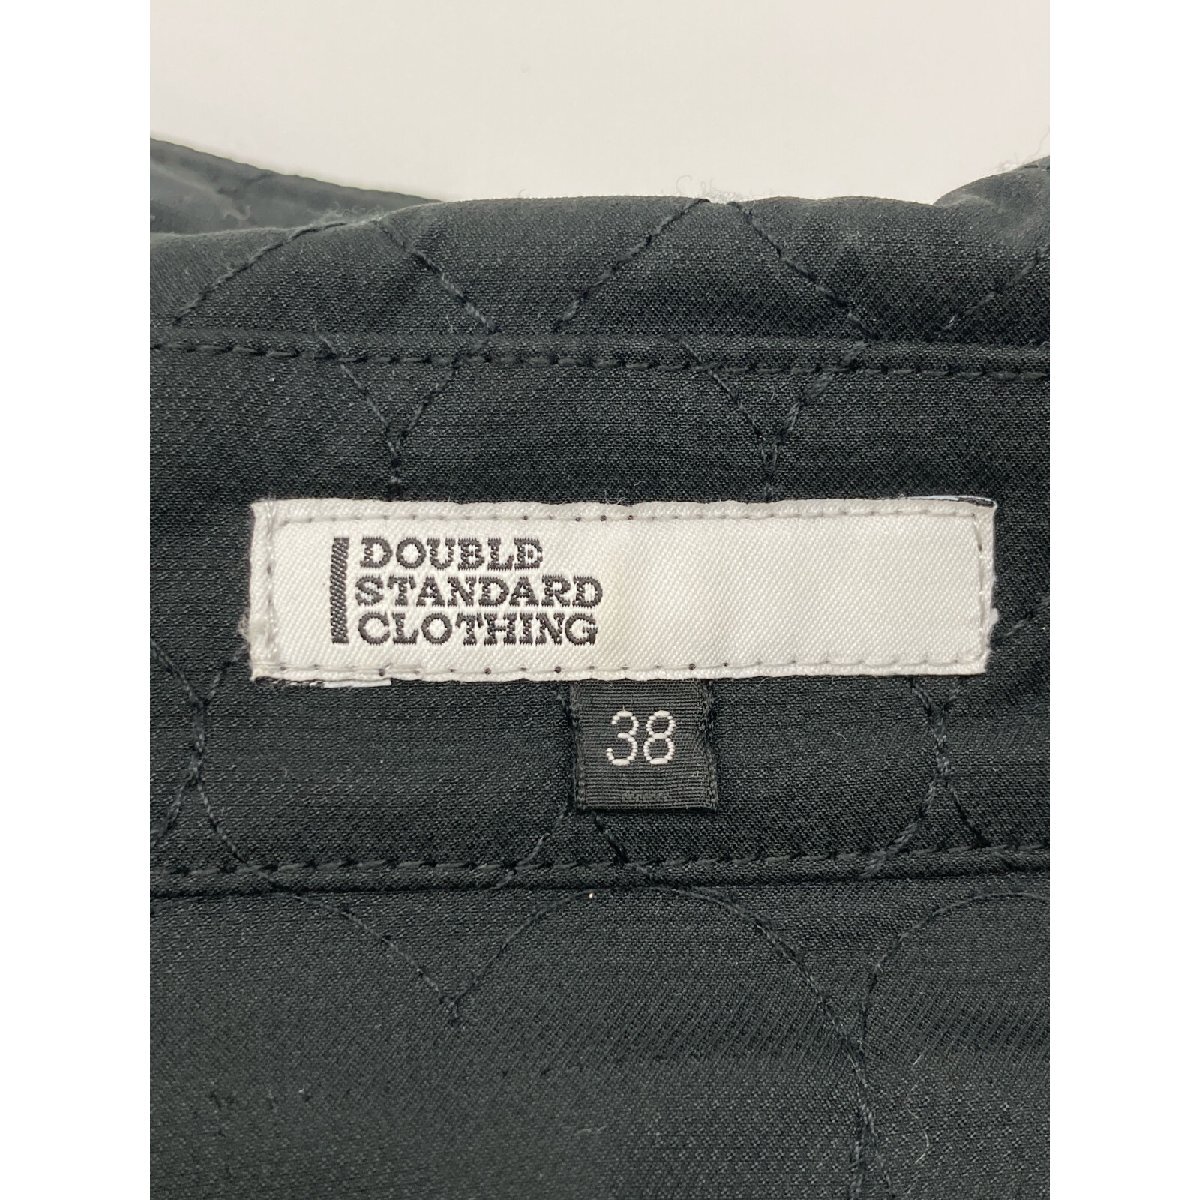 DOUBLE
STANDARD
CLOTHING
38